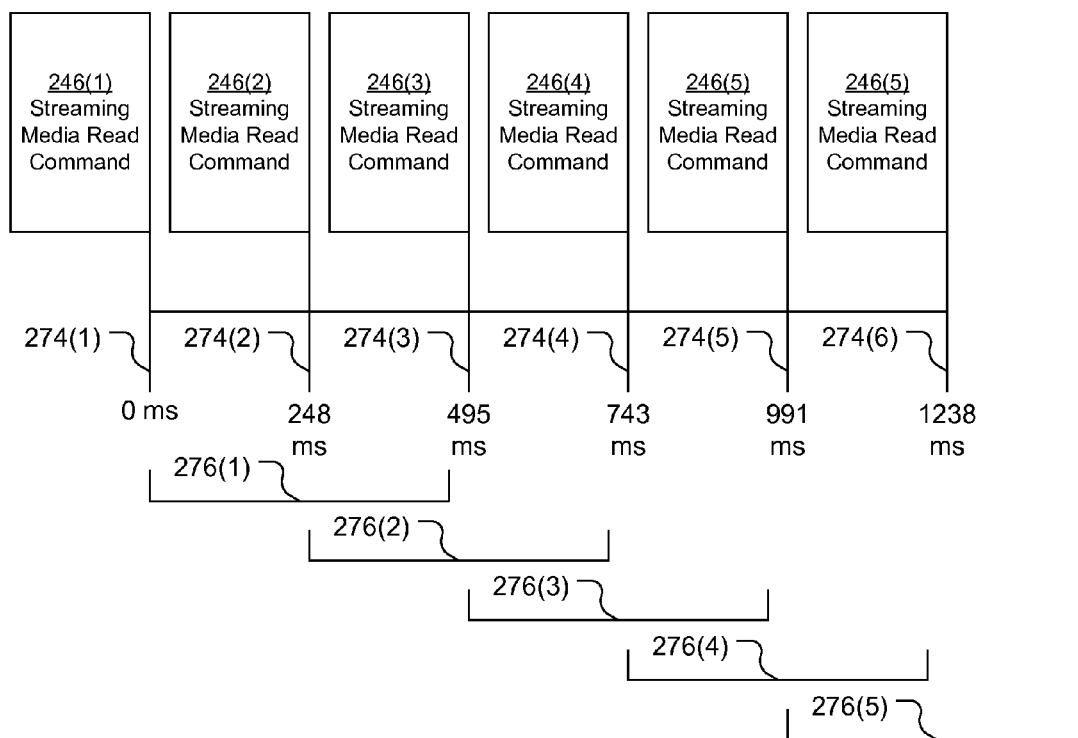 246(1)
Streaming
Media Read
Command
246(2)
Streaming
Media Read
Command
246(3)
Streaming
Media Read
Command
246(4)
Streaming
Media Read
Command
246(5)
Streaming
Media Read
Command
246(5)
Streaming
Media Read
Command
274(1)
274(2)
274(3)
274(4)
274(5)
274(6)
0 ms
248
ms
495
ms
743
ms
991
ms
1238
ms
276(1)
276(2)
276(3)
276(4)
276(5)